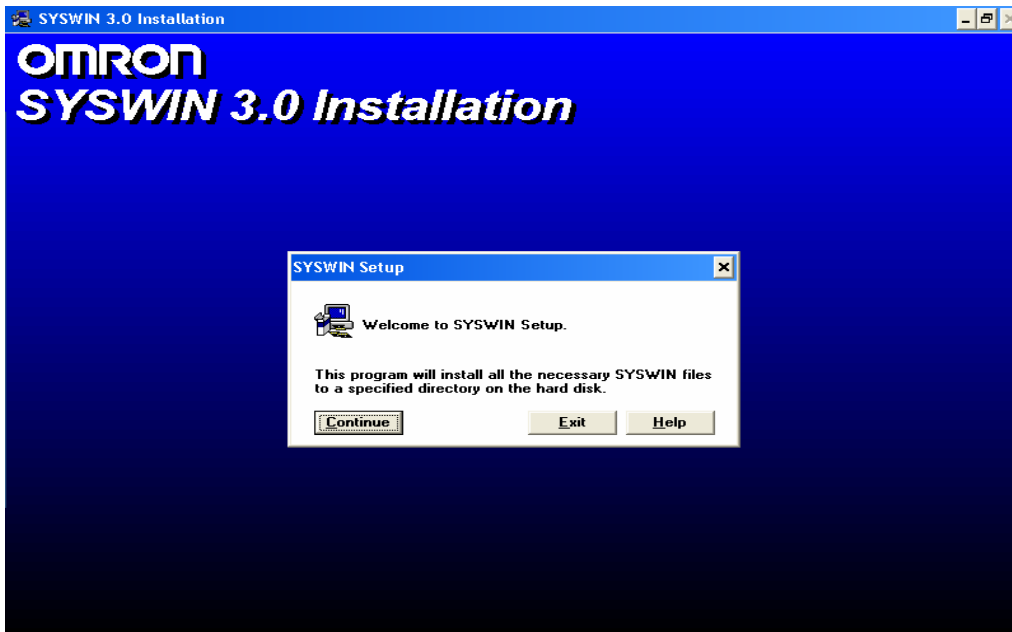 SYSWIN 3.0 Installation
OMRON
SYSWIN 3.0 Installation
SYSWIN Setup
Welcome to SYSWIN Setup.
This program will install all the necessary SYSWIN files
to a specified directory on the hard disk.
Continue Exit Help